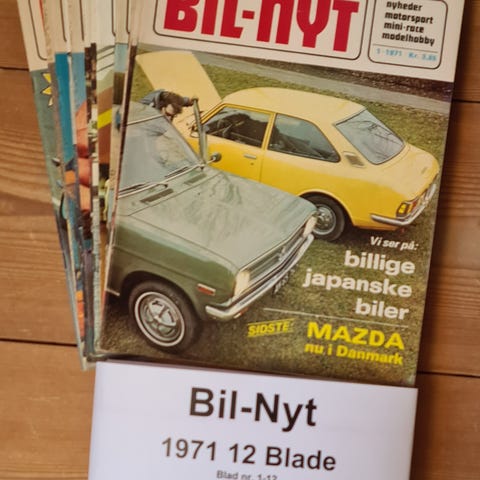 BIL-NYT
nyheder
motorsport
mini-race
modelhobby
1 - 1971 Kr. 3,85
Vi ser på:
billige
japanske
biler
SIDSTE:
MAZDA
nu i Danmark
Bil-Nyt
1971 12 Blade
Blad nr. 1-12